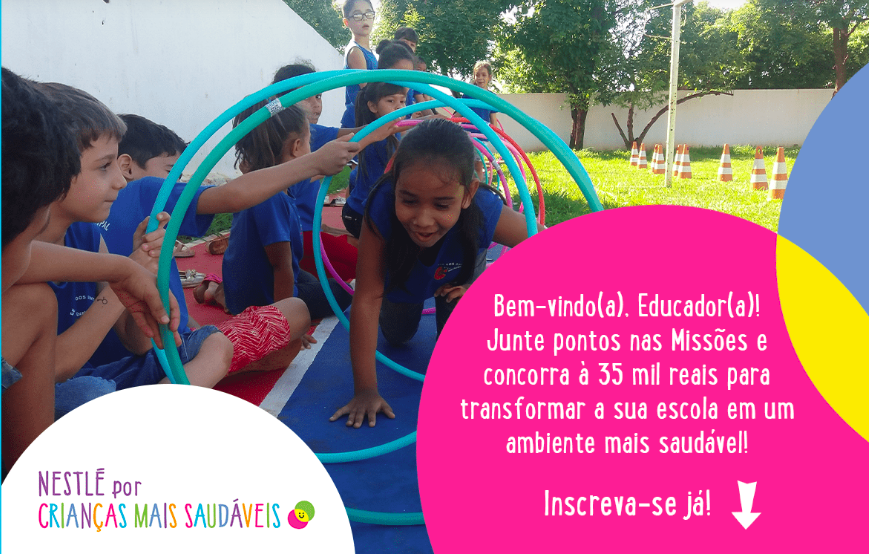 Bem-vindo(a), Educador(a)!
Junte pontos nas Missões e
concorra à 35 mil reais para
transformar a sua escola em um
ambiente mais saudável!
Inscreva-se já!
NESTLÉ por
CRIANÇAS MAIS SAUDÁVEIS